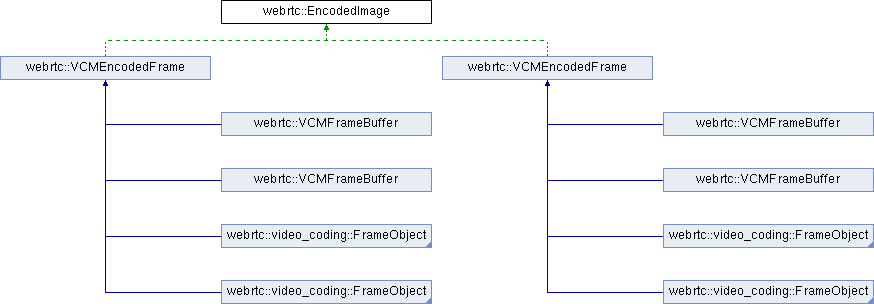 webrtc::EncodedImage
webrtc::VCMEncodedFrame
webrtc::VCMEncodedFrame
webrtc::VCMFrameBuffer
webrtc::VCMFrameBuffer
webrtc::VCMFrameBuffer
webrtc::VCMFrameBuffer
webrtc::video_coding::FrameObject
webrtc::video_coding::FrameObject
webrtc::video_coding::FrameObject
webrtc::video_coding::FrameObject